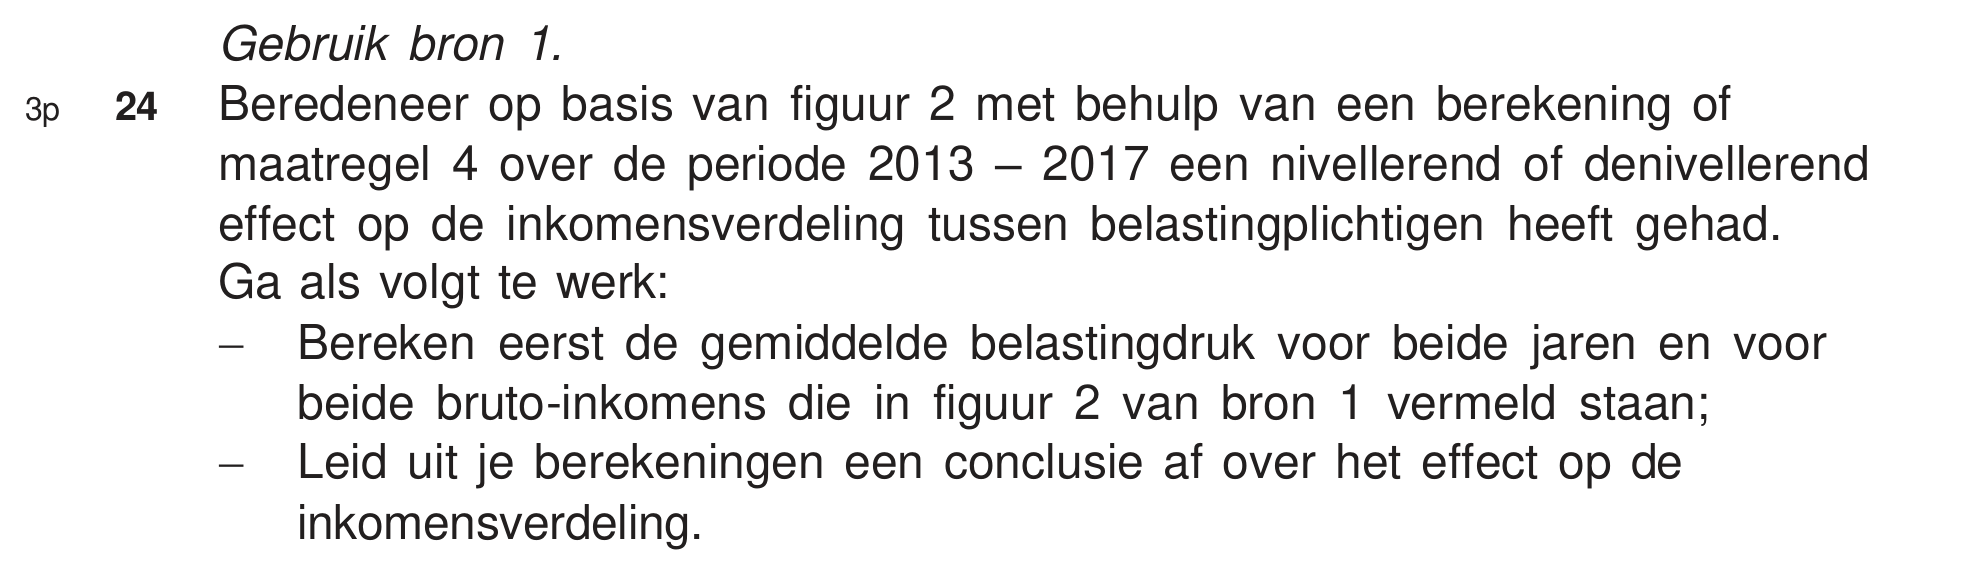 Gebruik bron 1.
3p 24 Beredeneer op basis van figuur 2 met behulp van een berekening of
maatregel 4 over de periode 2013 – 2017 een nivellerend of denivellerend
effect op de inkomensverdeling tussen belastingplichtigen heeft gehad.
Ga als volgt te werk:
– Bereken eerst de gemiddelde belastingdruk voor beide jaren en voor
beide bruto-inkomens die in figuur 2 van bron 1 vermeld staan;
– Leid uit je berekeningen een conclusie af over het effect op de
inkomensverdeling.